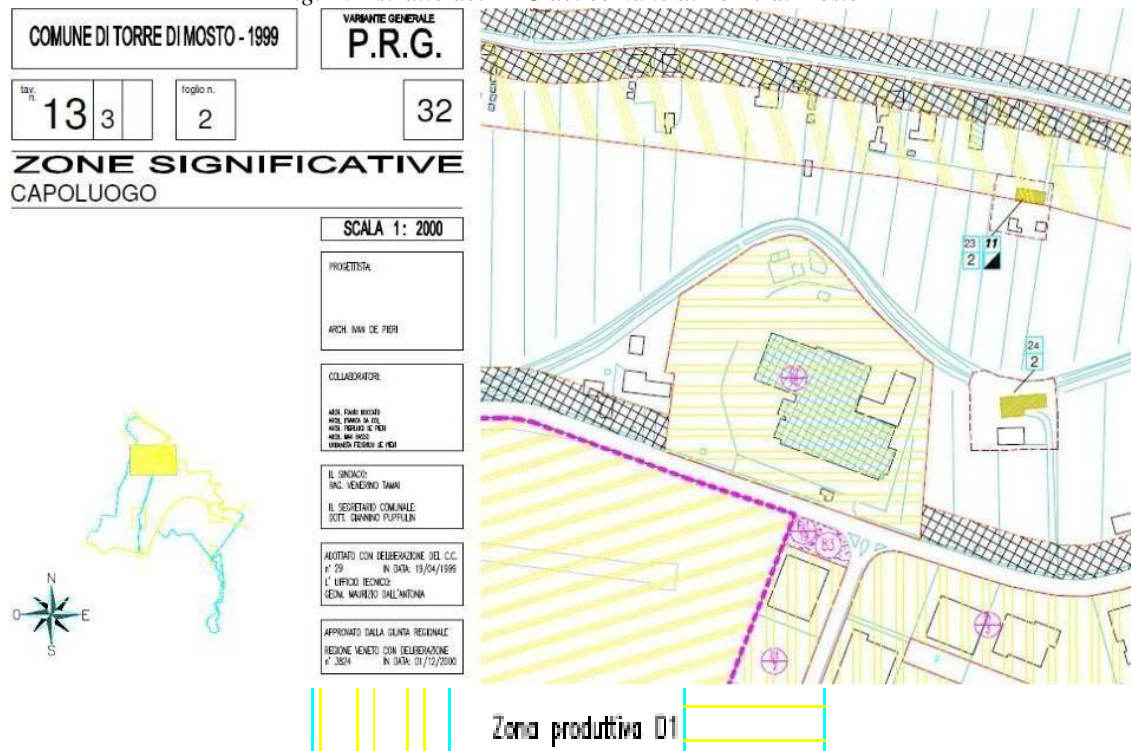 COMUNE DI TORRE DI MOSTO - 1999
VARIANTE GENERALE
P.R.G.
tav. n.
13 3
foglio n.
2
32
ZONE SIGNIFICATIVE
CAPOLUOGO
SCALA 1: 2000
PROGETTISTA:
ARCH. IVAN DE PIERI
COLLABORATORI:
IL SINDACO:
RAG. VENERINO TAMAI
IL SEGRETARIO COMUNALE:
DOTT. GIANNINO PUPPULIN
ADOTTATO CON DELIBERAZIONE DEL C.C.
n° 29 IN DATA: 19/04/1999
L' UFFICIO TECNICO:
GEOM. MAURIZIO DALL'ANTONIA
APPROVATO DALLA GIUNTA REGIONALE
REGIONE VENETO CON DELIBERAZIONE
n° 3824 IN DATA: 01/12/2000
N
O E
S
23 11
2
24
2
83
D1
7
Zona produttiva D1